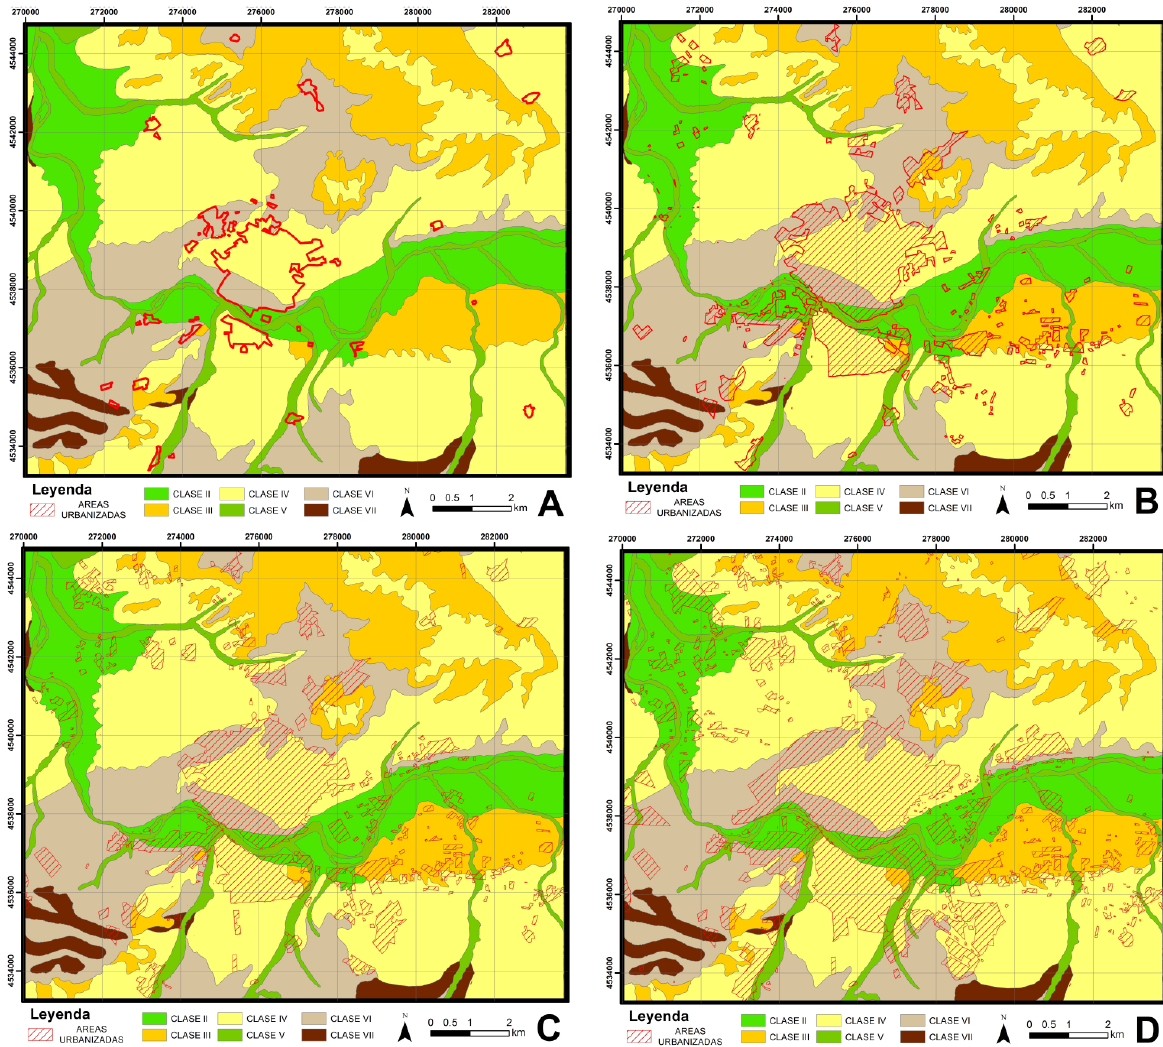 270000 272000 274000 276000 278000 280000 282000
4544000
4542000
4540000
4538000
4536000
4534000
Leyenda
AREAS
URBANIZADAS
CLASE II CLASE IV CLASE VI
CLASE III CLASE V CLASE VII
N
0 0.5 1 2
km
A
270000 272000 274000 276000 278000 280000 282000
4544000
4542000
4540000
4538000
4536000
4534000
Leyenda
AREAS
URBANIZADAS
CLASE II CLASE IV CLASE VI
CLASE III CLASE V CLASE VII
N
0 0.5 1 2
km
B
270000 272000 274000 276000 278000 280000 282000
4544000
4542000
4540000
4538000
4536000
4534000
Leyenda
AREAS
URBANIZADAS
CLASE II CLASE IV CLASE VI
CLASE III CLASE V CLASE VII
N
0 0.5 1 2
km
C
270000 272000 274000 276000 278000 280000 282000
4544000
4542000
4540000
4538000
4536000
4534000
Leyenda
AREAS
URBANIZADAS
CLASE II CLASE IV CLASE VI
CLASE III CLASE V CLASE VII
N
0 0.5 1 2
km
D